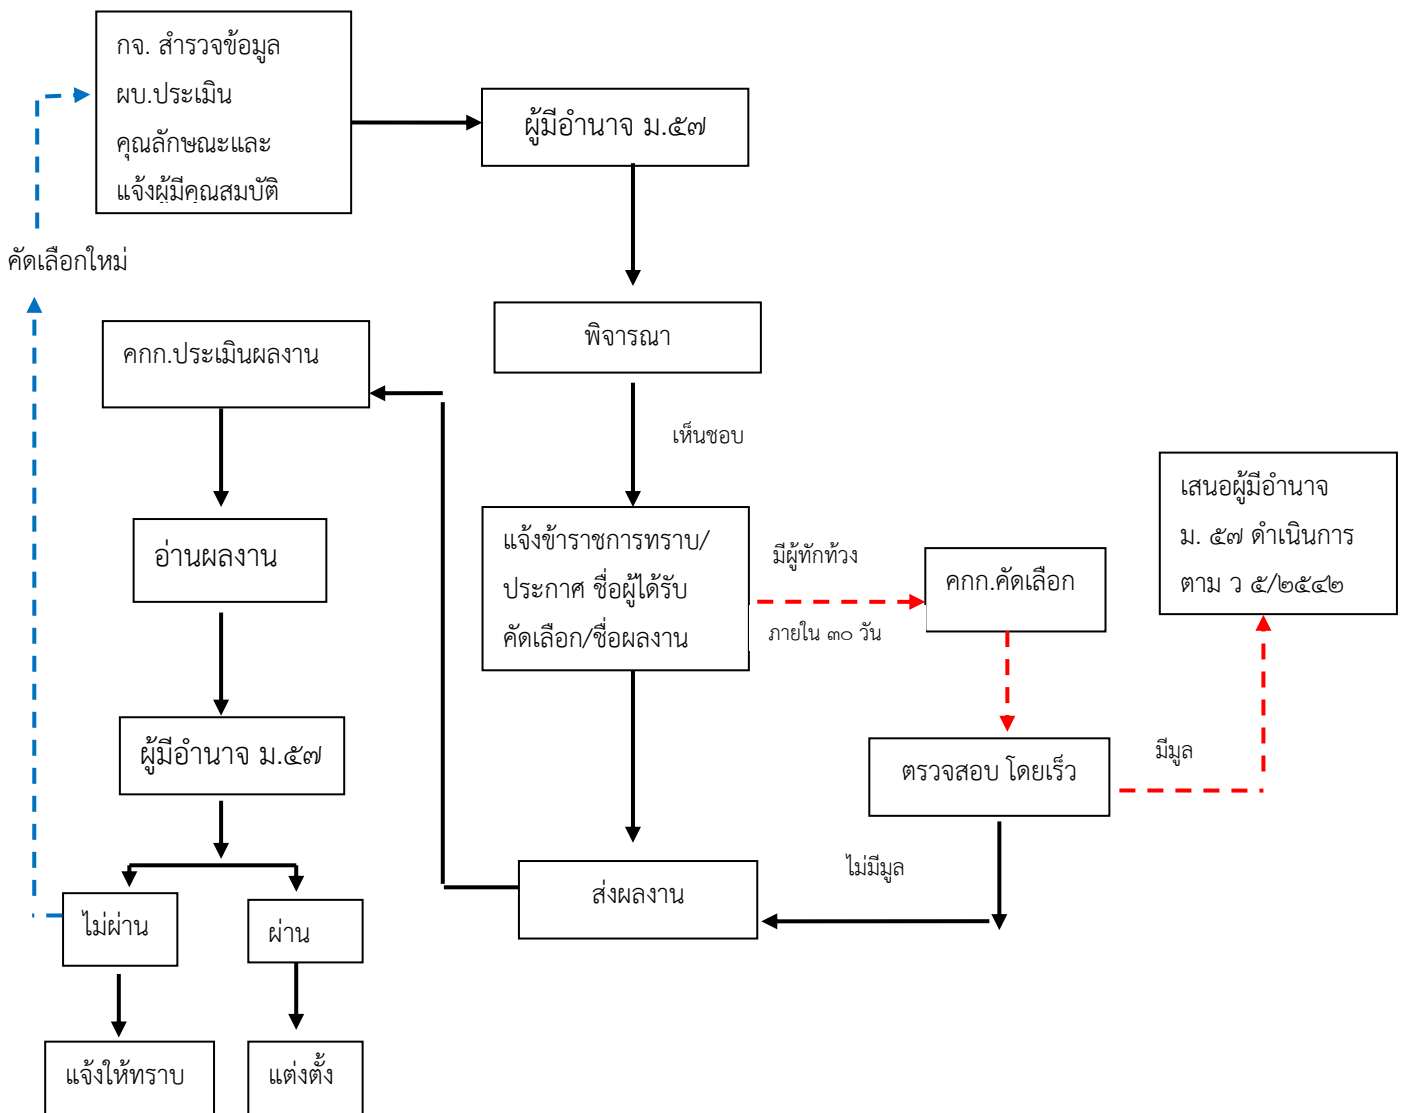 กจ. สำรวจข้อมูล
ผบ.ประเมิน
คุณลักษณะและ
แจ้งผู้มีคุณสมบัติ
ผู้มีอำนาจ ม.๕๗
คัดเลือกใหม่
พิจารณา
คกก.ประเมินผลงาน
เห็นชอบ
แจ้งข้าราชการทราบ/
ประกาศ ชื่อผู้ได้รับ
คัดเลือก/ชื่อผลงาน
มีผู้ทักท้วง
ภายใน ๓๐ วัน
คกก.คัดเลือก
เสนอผู้มีอำนาจ
ม. ๕๗ ดำเนินการ
ตาม ว ๕/๒๕๔๒
อ่านผลงาน
ผู้มีอำนาจ ม.๕๗
ตรวจสอบ โดยเร็ว
มีมูล
ไม่มีมูล
ส่งผลงาน
ไม่ผ่าน
ผ่าน
แจ้งให้ทราบ
แต่งตั้ง